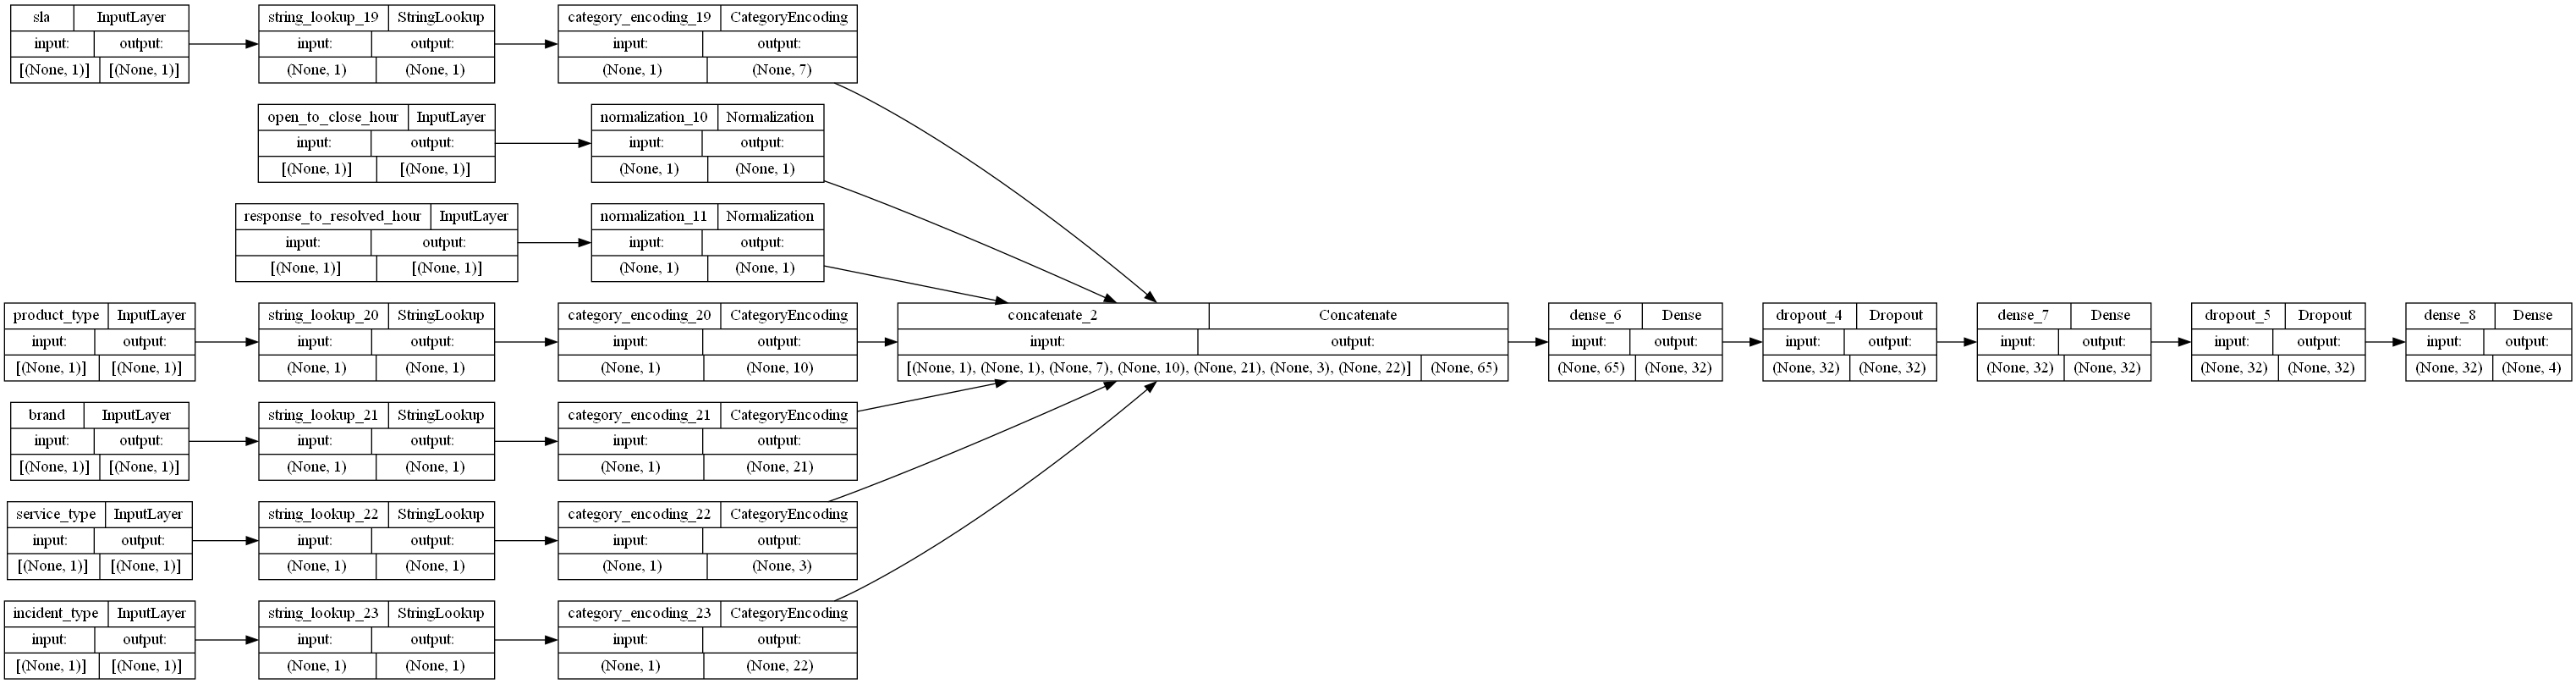 sla InputLayer
input: output:
[(None, 1)] [(None, 1)]
string_lookup_19 StringLookup
input: output:
(None, 1) (None, 1)
category_encoding_19 CategoryEncoding
input: output:
(None, 1) (None, 7)
open_to_close_hour InputLayer
input: output:
[(None, 1)] [(None, 1)]
normalization_10 Normalization
input: output:
(None, 1) (None, 1)
response_to_resolved_hour InputLayer
input: output:
[(None, 1)] [(None, 1)]
normalization_11 Normalization
input: output:
(None, 1) (None, 1)
product_type InputLayer
input: output:
[(None, 1)] [(None, 1)]
string_lookup_20 StringLookup
input: output:
(None, 1) (None, 1)
category_encoding_20 CategoryEncoding
input: output:
(None, 1) (None, 10)
concatenate_2 Concatenate
input: output:
[(None, 1), (None, 1), (None, 7), (None, 10), (None, 21), (None, 3), (None, 22)] (None, 65)
dense_6 Dense
input: output:
(None, 65) (None, 32)
dropout_4 Dropout
input: output:
(None, 32) (None, 32)
dense_7 Dense
input: output:
(None, 32) (None, 32)
dropout_5 Dropout
input: output:
(None, 32) (None, 32)
dense_8 Dense
input: output:
(None, 32) (None, 4)
brand InputLayer
input: output:
[(None, 1)] [(None, 1)]
string_lookup_21 StringLookup
input: output:
(None, 1) (None, 1)
category_encoding_21 CategoryEncoding
input: output:
(None, 1) (None, 21)
service_type InputLayer
input: output:
[(None, 1)] [(None, 1)]
string_lookup_22 StringLookup
input: output:
(None, 1) (None, 1)
category_encoding_22 CategoryEncoding
input: output:
(None, 1) (None, 3)
incident_type InputLayer
input: output:
[(None, 1)] [(None, 1)]
string_lookup_23 StringLookup
input: output:
(None, 1) (None, 1)
category_encoding_23 CategoryEncoding
input: output:
(None, 1) (None, 22)